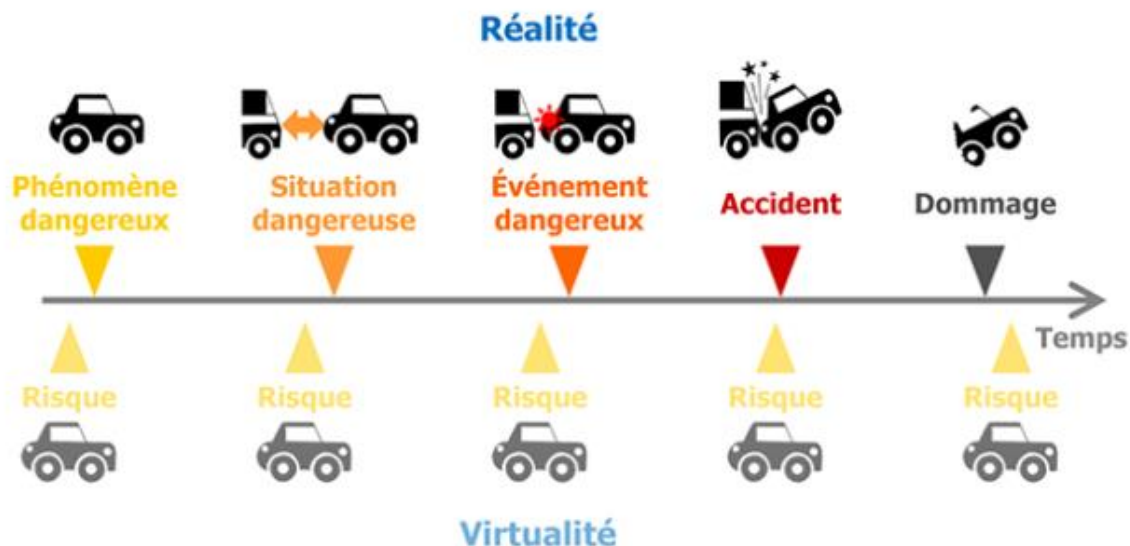 Réalité
Phénomène
dangereux
Situation
dangereuse
Événement
dangereux
Accident
Dommage
Temps
Risque
Risque
Risque
Risque
Risque
Virtualité